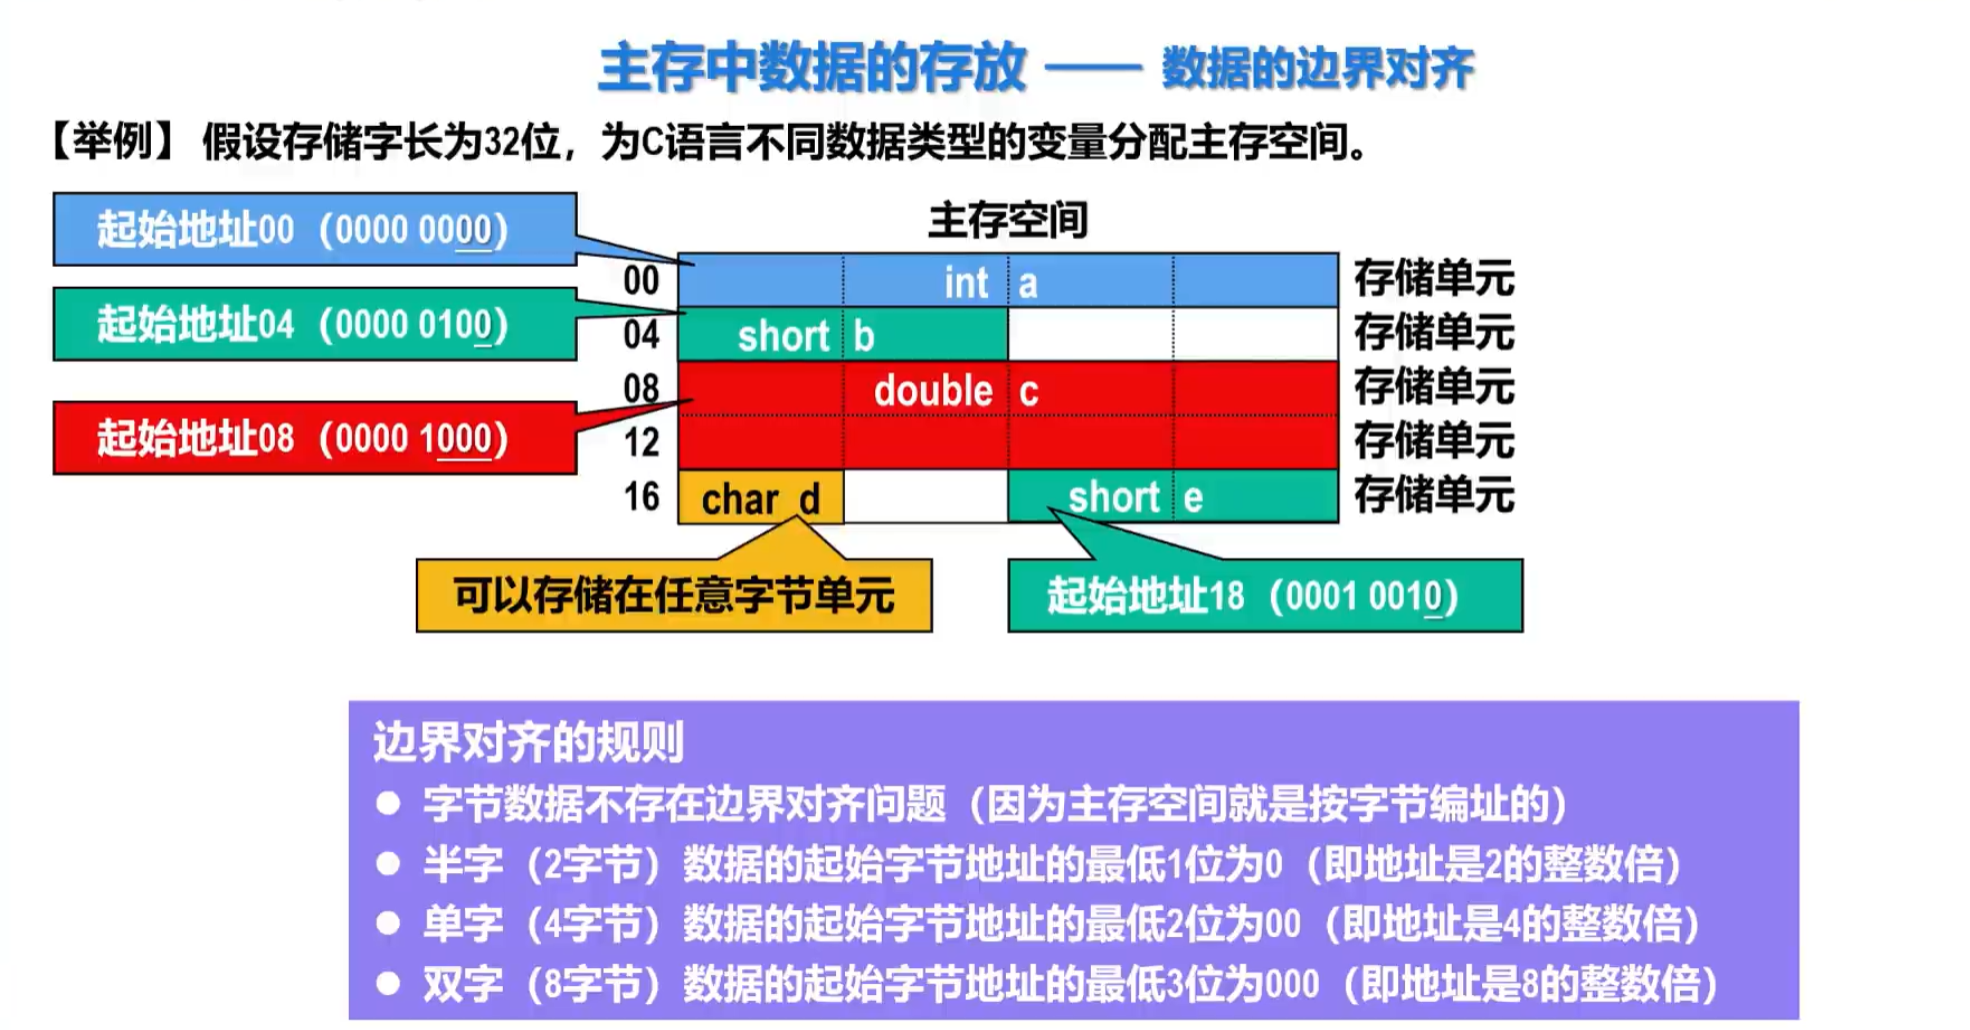 主存中数据的存放 —— 数据的边界对齐
【举例】 假设存储字长为32位，为C语言不同数据类型的变量分配主存空间。
主存空间
起始地址00（0000 0000）
起始地址04（0000 0100）
起始地址08（0000 1000）
00 int a 存储单元
04 short b 存储单元
08 double c 存储单元
12 存储单元
16 char d short e 存储单元
可以存储在任意字节单元
起始地址18（0001 0010）
边界对齐的规则
● 字节数据不存在边界对齐问题（因为主存空间就是按字节编址的）
● 半字（2字节）数据的起始字节地址的最低1位为0（即地址是2的整数倍）
● 单字（4字节）数据的起始字节地址的最低2位为00（即地址是4的整数倍）
● 双字（8字节）数据的起始字节地址的最低3位为000（即地址是8的整数倍）